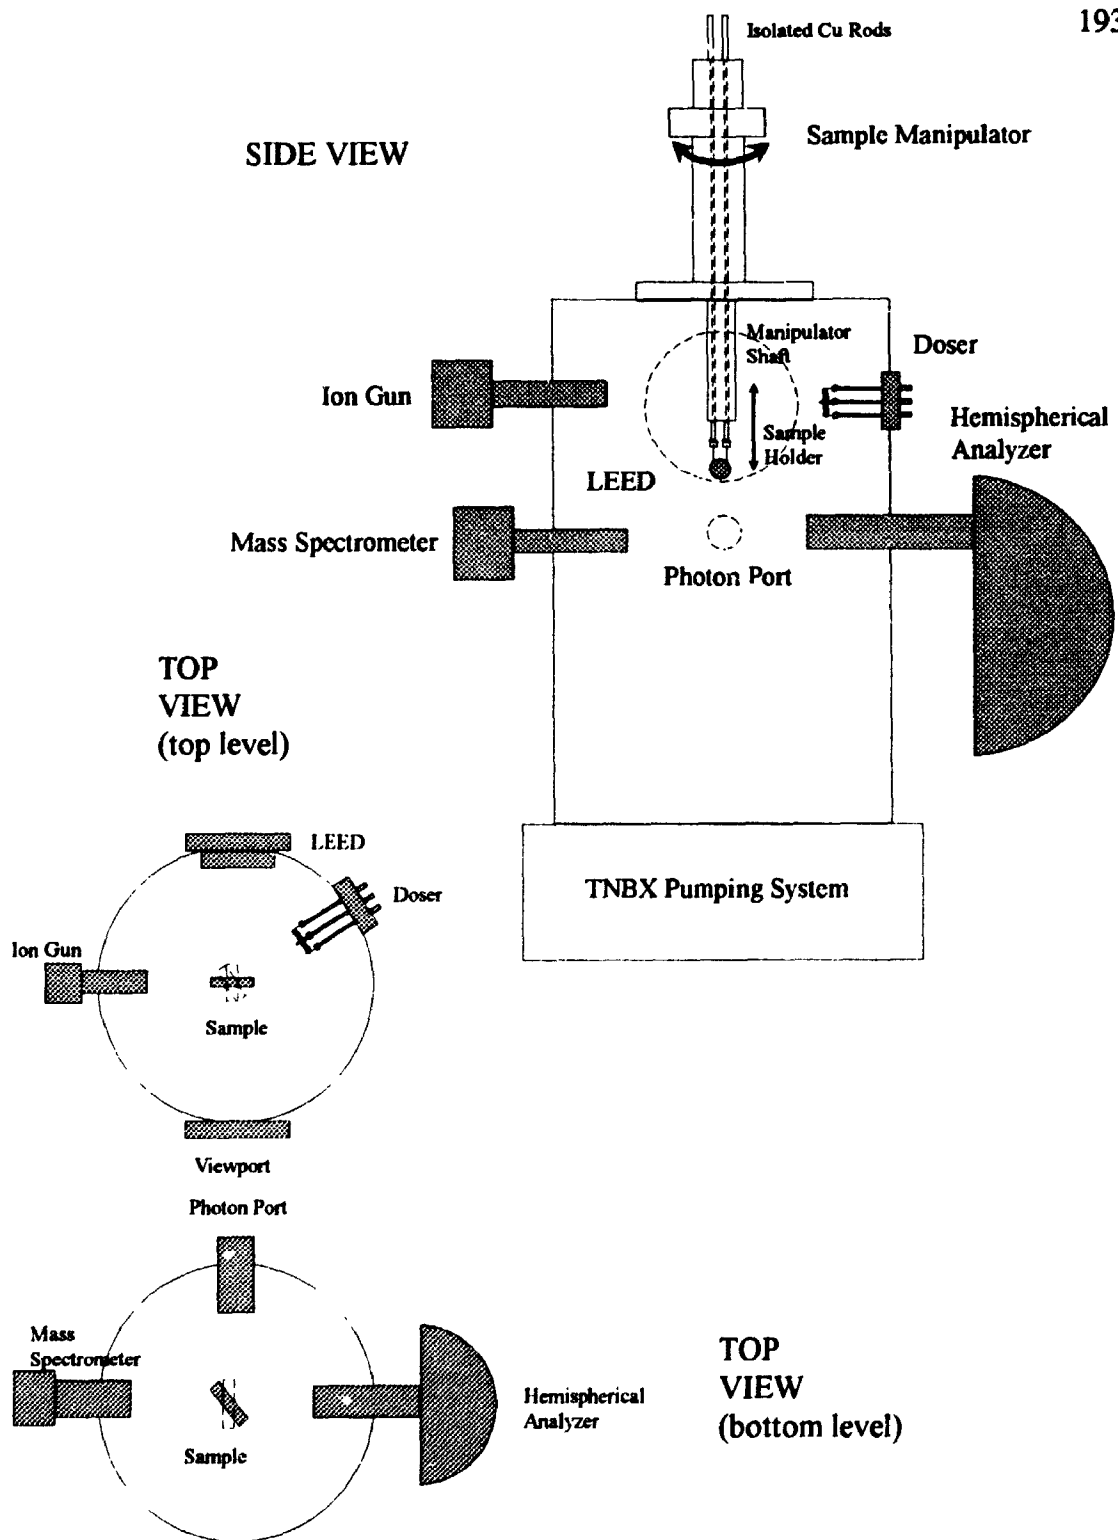 193
Isolated Cu Rods
SIDE VIEW
Sample Manipulator
Manipulator
Shaft
Doser
Ion Gun
Sample
Holder
Hemispherical
Analyzer
LEED
Mass Spectrometer
Photon Port
TOP
VIEW
(top level)
TNBX Pumping System
LEED
Doser
Ion Gun
Sample
Viewport
Photon Port
Mass
Spectrometer
Hemispherical
Analyzer
Sample
TOP
VIEW
(bottom level)